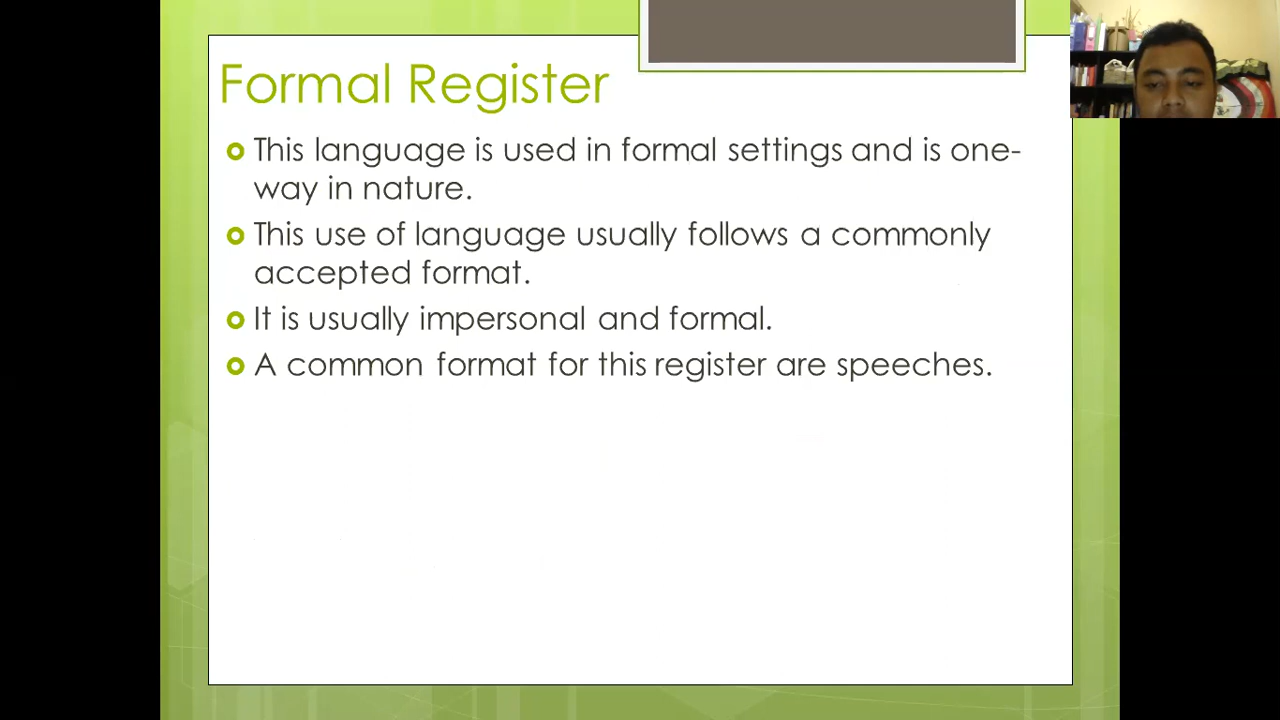 Formal Register
This language is used in formal settings and is one-
way in nature.
This use of language usually follows a commonly
accepted format.
It is usually impersonal and formal.
A common format for this register are speeches.